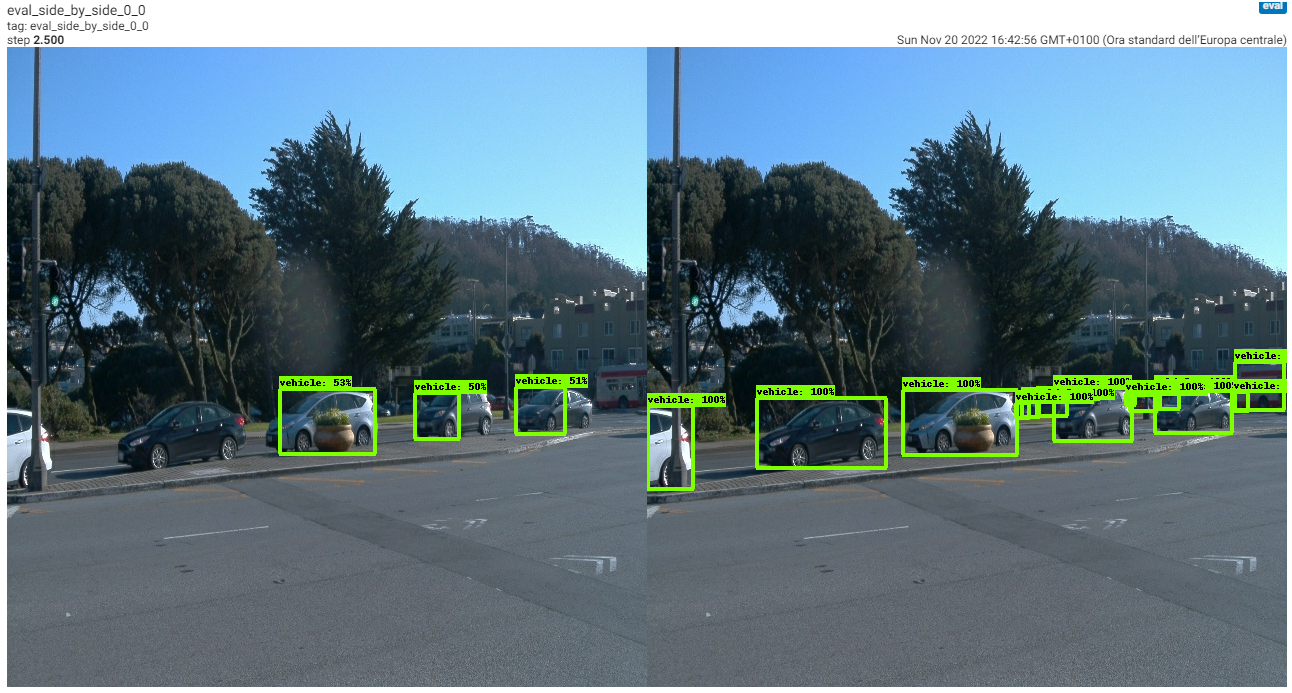 eval_side_by_side_0_0
eval
tag: eval_side_by_side_0_0
step 2.500
Sun Nov 20 2022 16:42:56 GMT+0100 (Ora standard dell'Europa centrale)
vehicle: 53%
vehicle: 50%
vehicle: 51%
vehicle: 100%
vehicle: 100%
vehicle: 100%
vehicle: 100%
vehicle: 100%
vehicle: 100%
100%
vehicle:
vehicle: